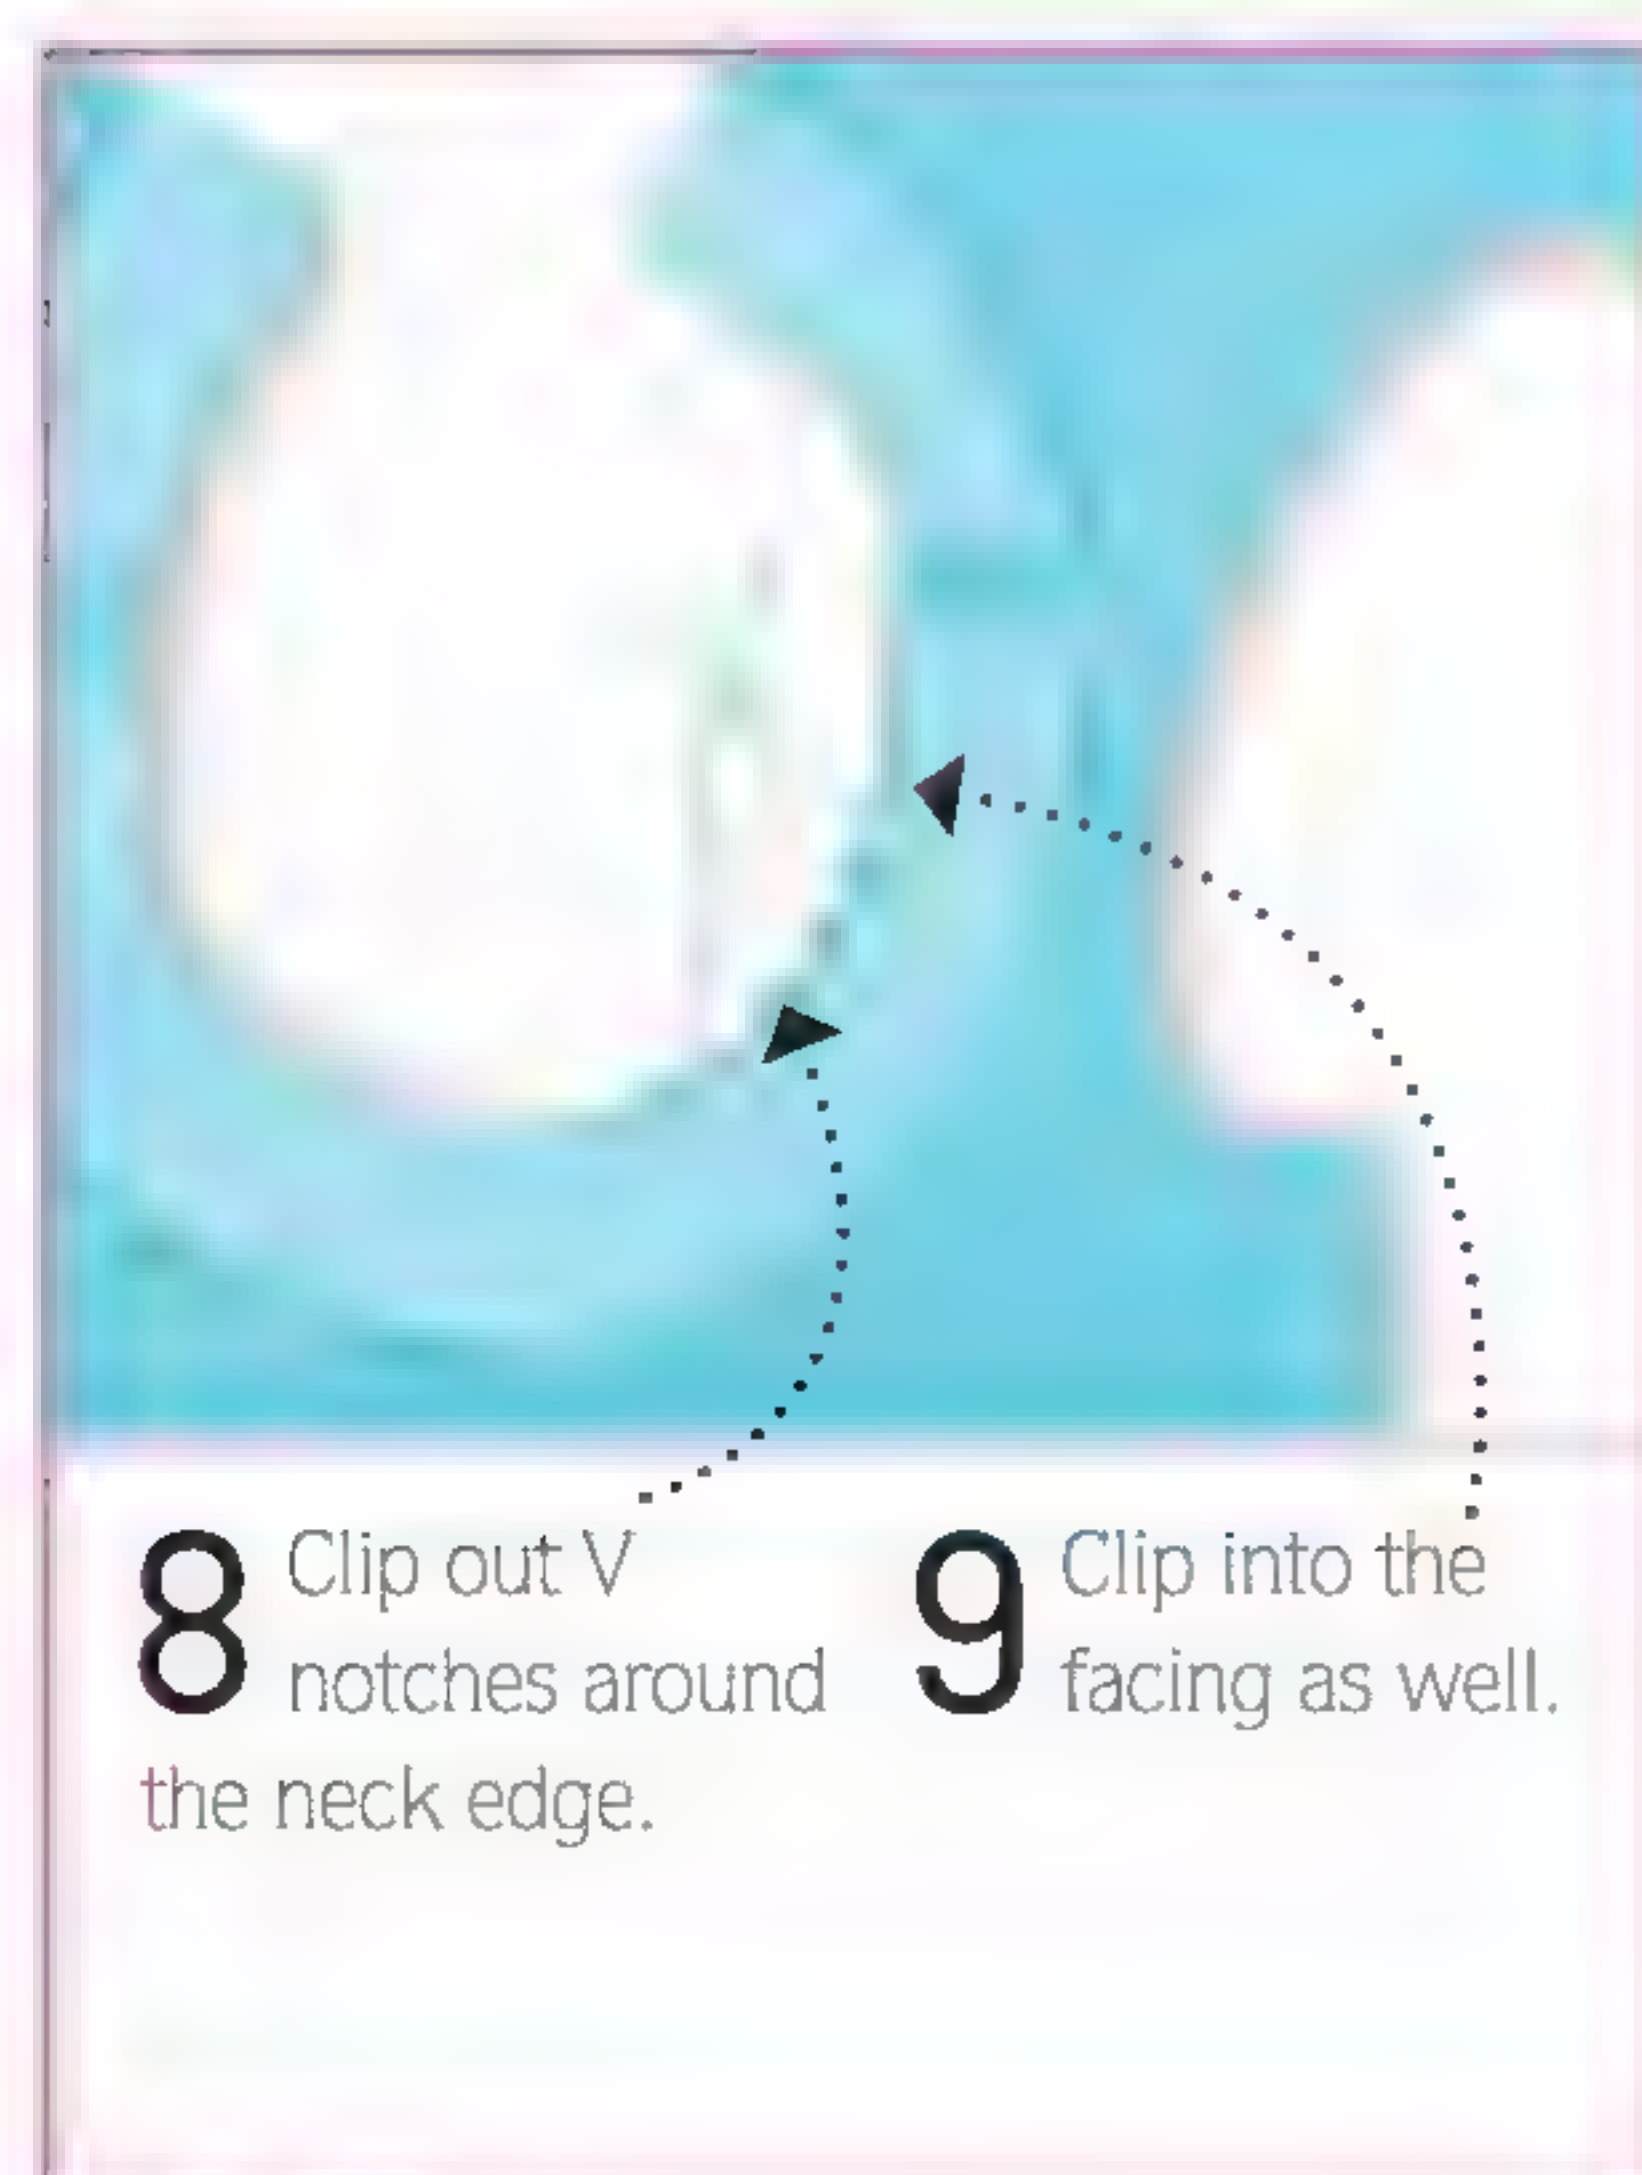 8 Clip out V
notches around
the neck edge.
9 Clip into the
facing as well.